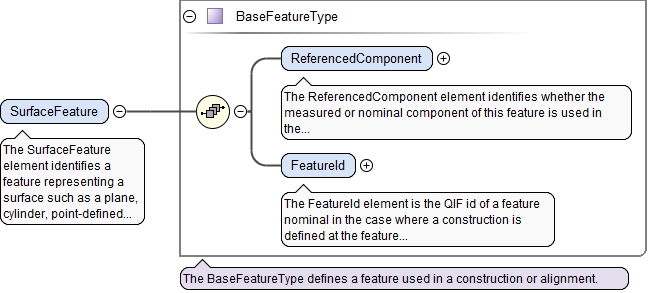 BaseFeatureType
ReferencedComponent
The ReferencedComponent element identifies whether the
measured or nominal component of this feature is used in
the...
SurfaceFeature
The SurfaceFeature
element identifies a
feature representing a
surface such as a plane,
cylinder, point-defined...
FeatureId
The FeatureId element is the QIF id of a feature
nominal in the case where a construction is
defined at the feature...
The BaseFeatureType defines a feature used in a construction or alignment.